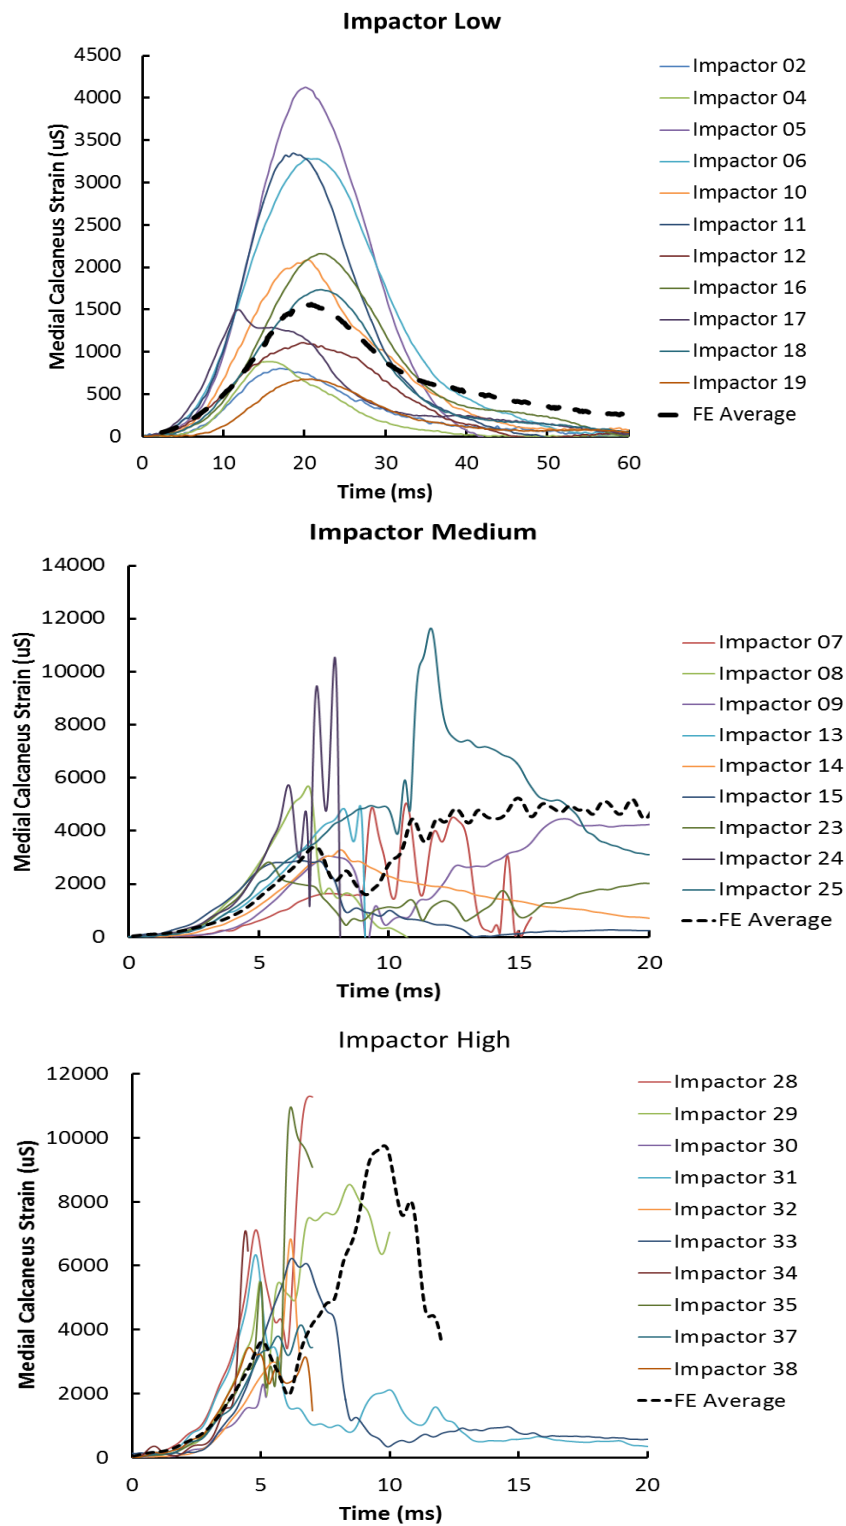 Impactor Low
4500
4000
3500
3000
2500
2000
1500
1000
500
0
Medial Calcaneus Strain (uS)
0 10 20 30 40 50 60
Time (ms)
Impactor 02
Impactor 04
Impactor 05
Impactor 06
Impactor 10
Impactor 11
Impactor 12
Impactor 16
Impactor 17
Impactor 18
Impactor 19
FE Average
Impactor Medium
14000
12000
10000
8000
6000
4000
2000
0
Medial Calcaneus Strain (uS)
0 5 10 15 20
Time (ms)
Impactor 07
Impactor 08
Impactor 09
Impactor 13
Impactor 14
Impactor 15
Impactor 23
Impactor 24
Impactor 25
FE Average
Impactor High
12000
10000
8000
6000
4000
2000
0
Medial Calcaneus Strain (uS)
0 5 10 15 20
Time (ms)
Impactor 28
Impactor 29
Impactor 30
Impactor 31
Impactor 32
Impactor 33
Impactor 34
Impactor 35
Impactor 37
Impactor 38
FE Average